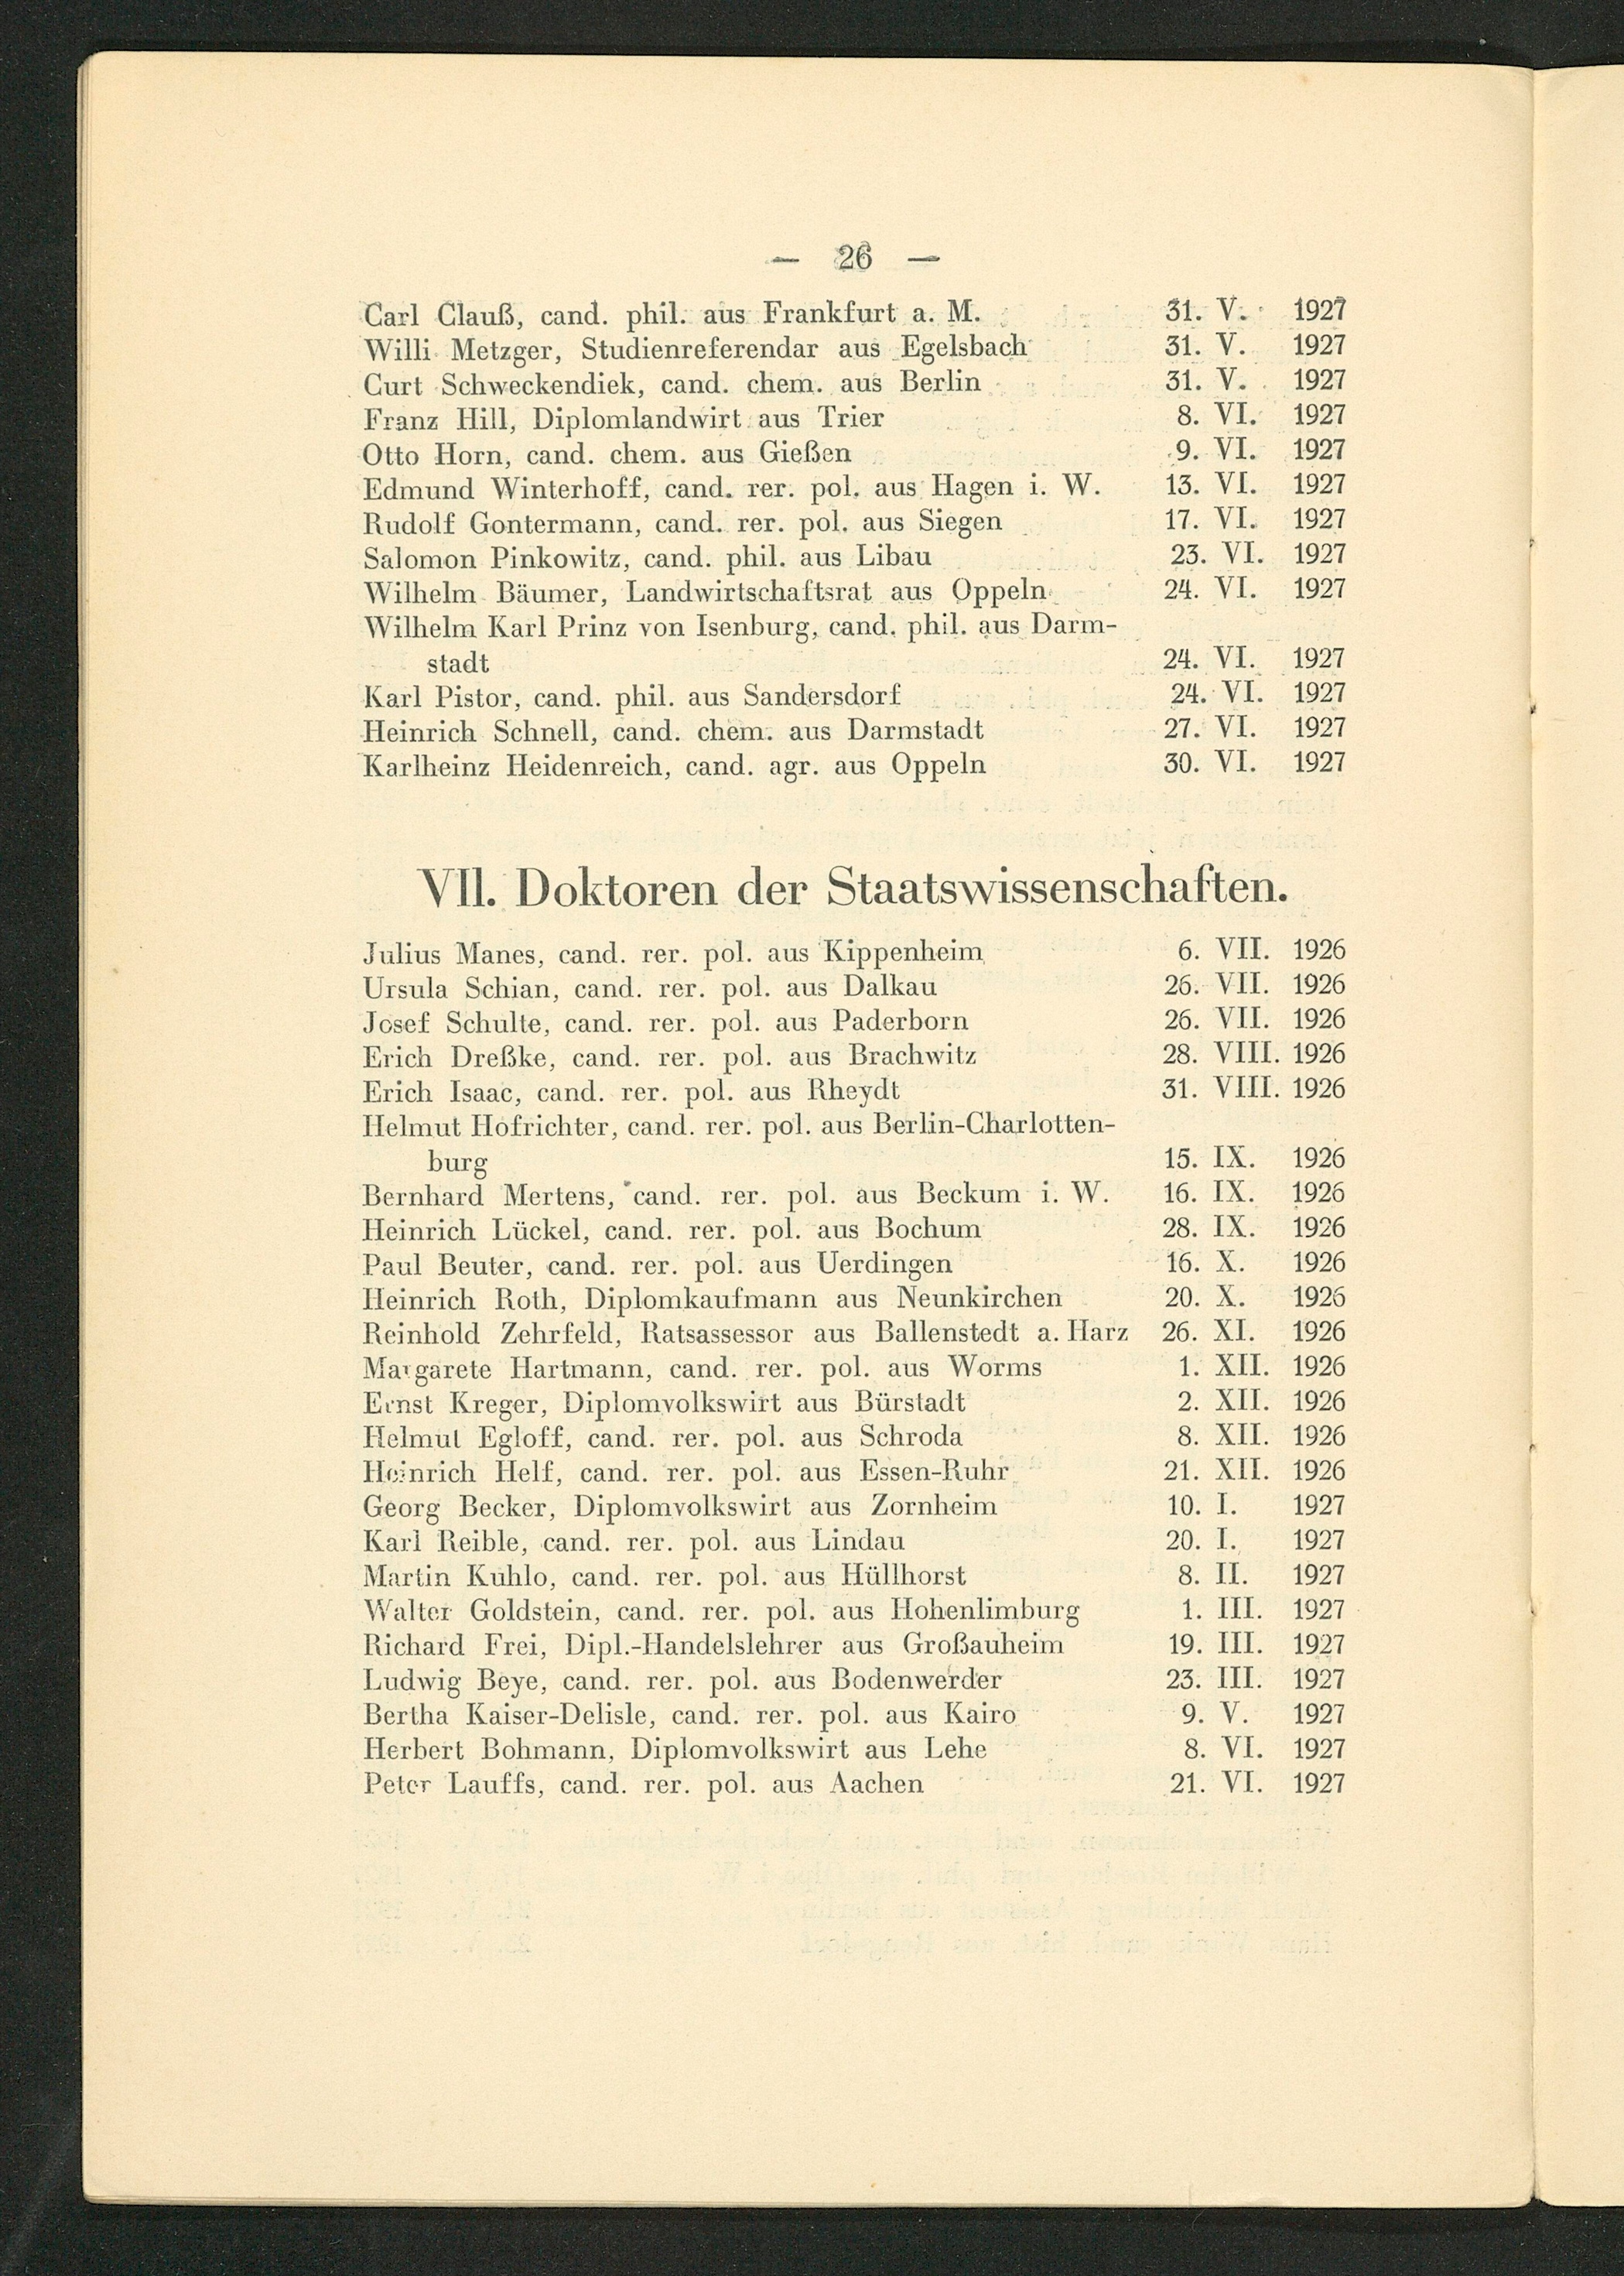 — 26 —
Carl Clauß, cand. phil. aus Frankfurt a. M. 31. V. 1927
Willi Metzger, Studienreferendar aus Egelsbach 31. V. 1927
Curt Schweckendiek, cand. chem. aus Berlin 31. V. 1927
Franz Hill, Diplomlandwirt aus Trier 8. VI. 1927
Otto Horn, cand. chem. aus Gießen 9. VI. 1927
Edmund Winterhoff, cand. rer. pol. aus Hagen i. W. 13. VI. 1927
Rudolf Gontermann, cand. rer. pol. aus Siegen 17. VI. 1927
Salomon Pinkowitz, cand. phil. aus Libau 23. VI. 1927
Wilhelm Bäumer, Landwirtschaftsrat aus Oppeln 24. VI. 1927
Wilhelm Karl Prinz von Isenburg, cand. phil. aus Darm-
stadt 24. VI. 1927
Karl Pistor, cand. phil. aus Sandersdorf 24. VI. 1927
Heinrich Schnell, cand. chem. aus Darmstadt 27. VI. 1927
Karlheinz Heidenreich, cand. agr. aus Oppeln 30. VI. 1927
VII. Doktoren der Staatswissenschaften.
Julius Manes, cand. rer. pol. aus Kippenheim 6. VII. 1926
Ursula Schian, cand. rer. pol. aus Dalkau 26. VII. 1926
Josef Schulte, cand. rer. pol. aus Paderborn 26. VII. 1926
Erich Dreßke, cand. rer. pol. aus Brachwitz 28. VIII. 1926
Erich Isaac, cand. rer. pol. aus Rheydt 31. VIII. 1926
Helmut Hofrichter, cand. rer. pol. aus Berlin-Charlotten-
burg 15. IX. 1926
Bernhard Mertens, cand. rer. pol. aus Beckum i. W. 16. IX. 1926
Heinrich Lückel, cand. rer. pol. aus Bochum 28. IX. 1926
Paul Beuter, cand. rer. pol. aus Uerdingen 16. X. 1926
Heinrich Roth, Diplomkaufmann aus Neunkirchen 20. X. 1926
Reinhold Zehrfeld, Ratsassessor aus Ballenstedt a. Harz 26. XI. 1926
Margarete Hartmann, cand. rer. pol. aus Worms 1. XII. 1926
Ernst Kreger, Diplomvolkswirt aus Bürstadt 2. XII. 1926
Helmut Egloff, cand. rer. pol. aus Schroda 8. XII. 1926
Heinrich Helf, cand. rer. pol. aus Essen-Ruhr 21. XII. 1926
Georg Becker, Diplomvolkswirt aus Zornheim 10. I. 1927
Karl Reible, cand. rer. pol. aus Lindau 20. I. 1927
Martin Kuhlo, cand. rer. pol. aus Hüllhorst 8. II. 1927
Walter Goldstein, cand. rer. pol. aus Hohenlimburg 1. III. 1927
Richard Frei, Dipl.-Handelslehrer aus Großauheim 19. III. 1927
Ludwig Beye, cand. rer. pol. aus Bodenwerder 23. III. 1927
Bertha Kaiser-Delisle, cand. rer. pol. aus Kairo 9. V. 1927
Herbert Bohmann, Diplomvolkswirt aus Lehe 8. VI. 1927
Peter Lauffs, cand. rer. pol. aus Aachen 21. VI. 1927